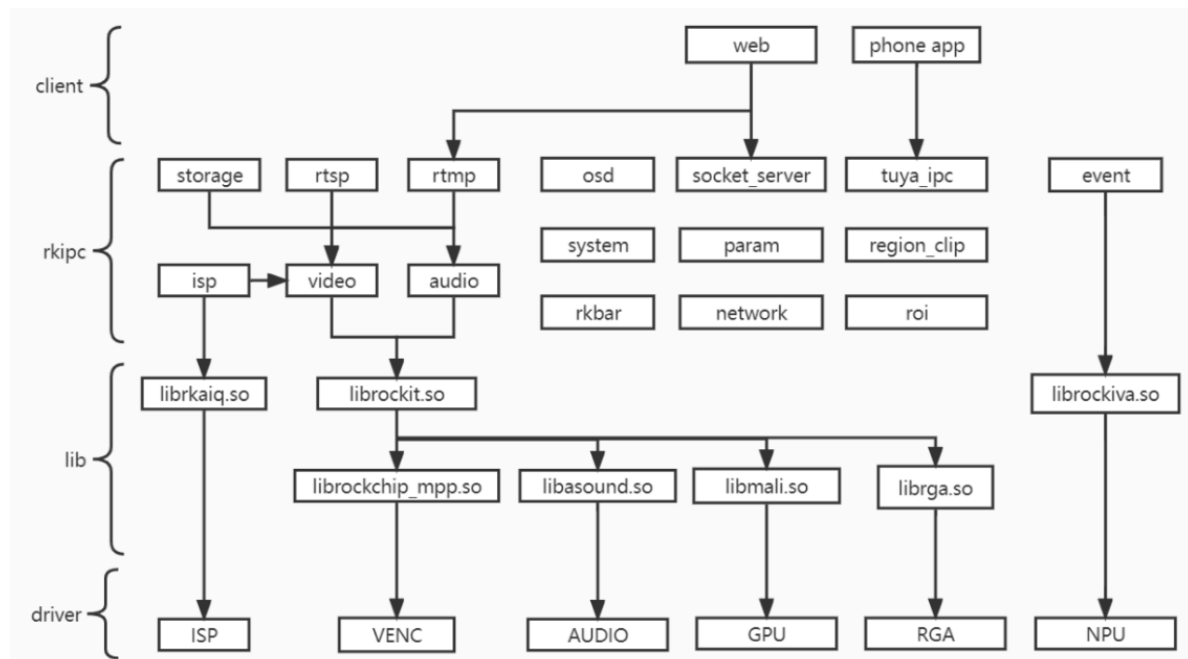 web
phone app
client
storage
rtsp
rtmp
osd
socket_server
tuya_ipc
event
rkipc
system
param
region_clip
isp
video
audio
rkbar
network
roi
librkaiq.so
librockit.so
librockiva.so
lib
librockchip_mpp.so
libasound.so
libmali.so
librga.so
driver
ISP
VENC
AUDIO
GPU
RGA
NPU